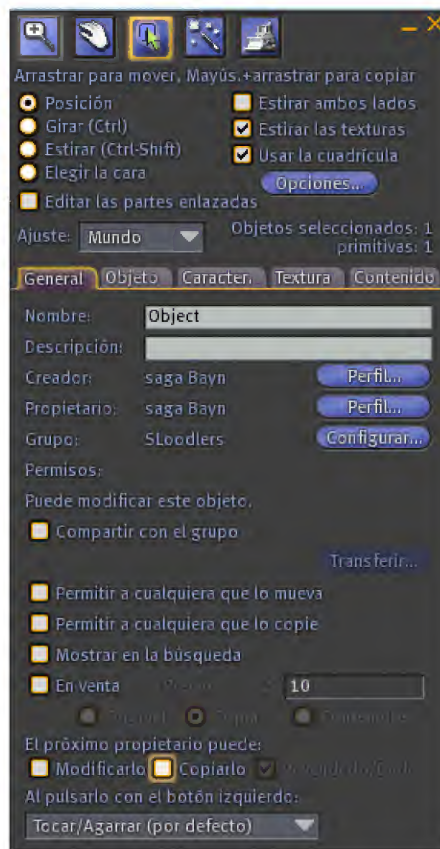 Arrastrar para mover, Mayús.+arrastrar para copiar
Posición
Girar (Ctrl)
Estirar (Ctrl-Shift)
Elegir la cara
Editar las partes enlazadas
Estirar ambos lados
Estirar las texturas
Usar la cuadrícula
Opciones...
Ajuste: Mundo
Objetos seleccionados: 1
primitivas: 1
General Objeto Caracter. Textura Contenido
Nombre: Object
Descripción:
Creador: saga Bayn Perfil...
Propietario: saga Bayn Perfil...
Grupo: SLoodlers Configurar...
Permisos:
Puede modificar este objeto.
Compartir con el grupo
Transferir...
Permitir a cualquiera que lo mueva
Permitir a cualquiera que lo copie
Mostrar en la búsqueda
En venta 10
El próximo propietario puede:
Modificarlo Copiarlo
Al pulsarlo con el botón izquierdo:
Tocar/Agarrar (por defecto)